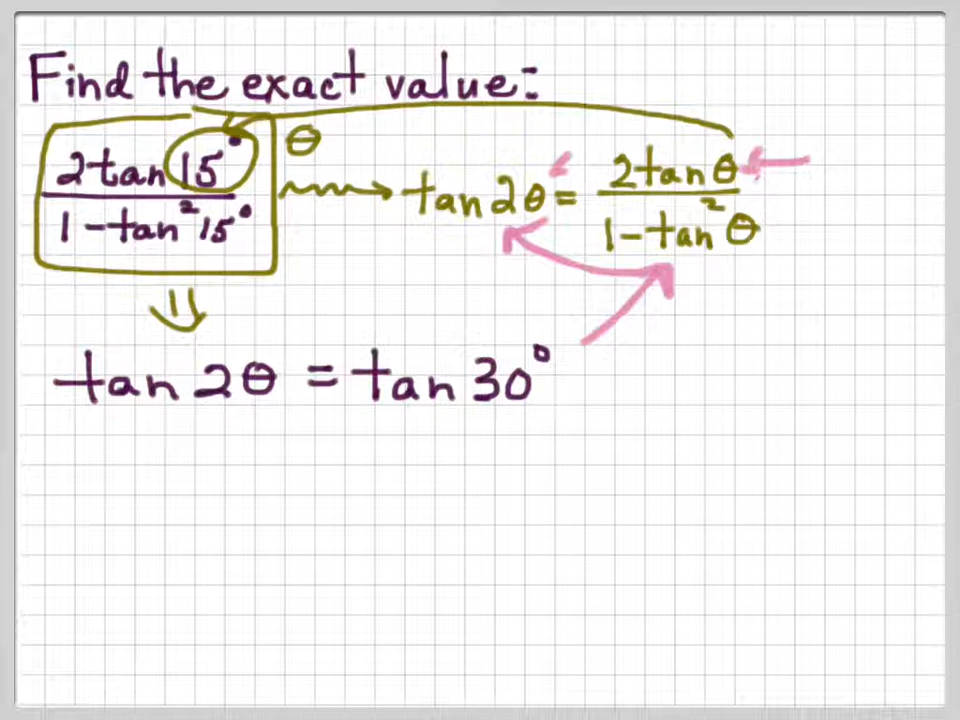 Find the exact value:
2tan 15° / 1 - tan² 15°
θ
tan 2θ = 2tan θ / 1 - tan² θ
tan 2θ = tan 30°